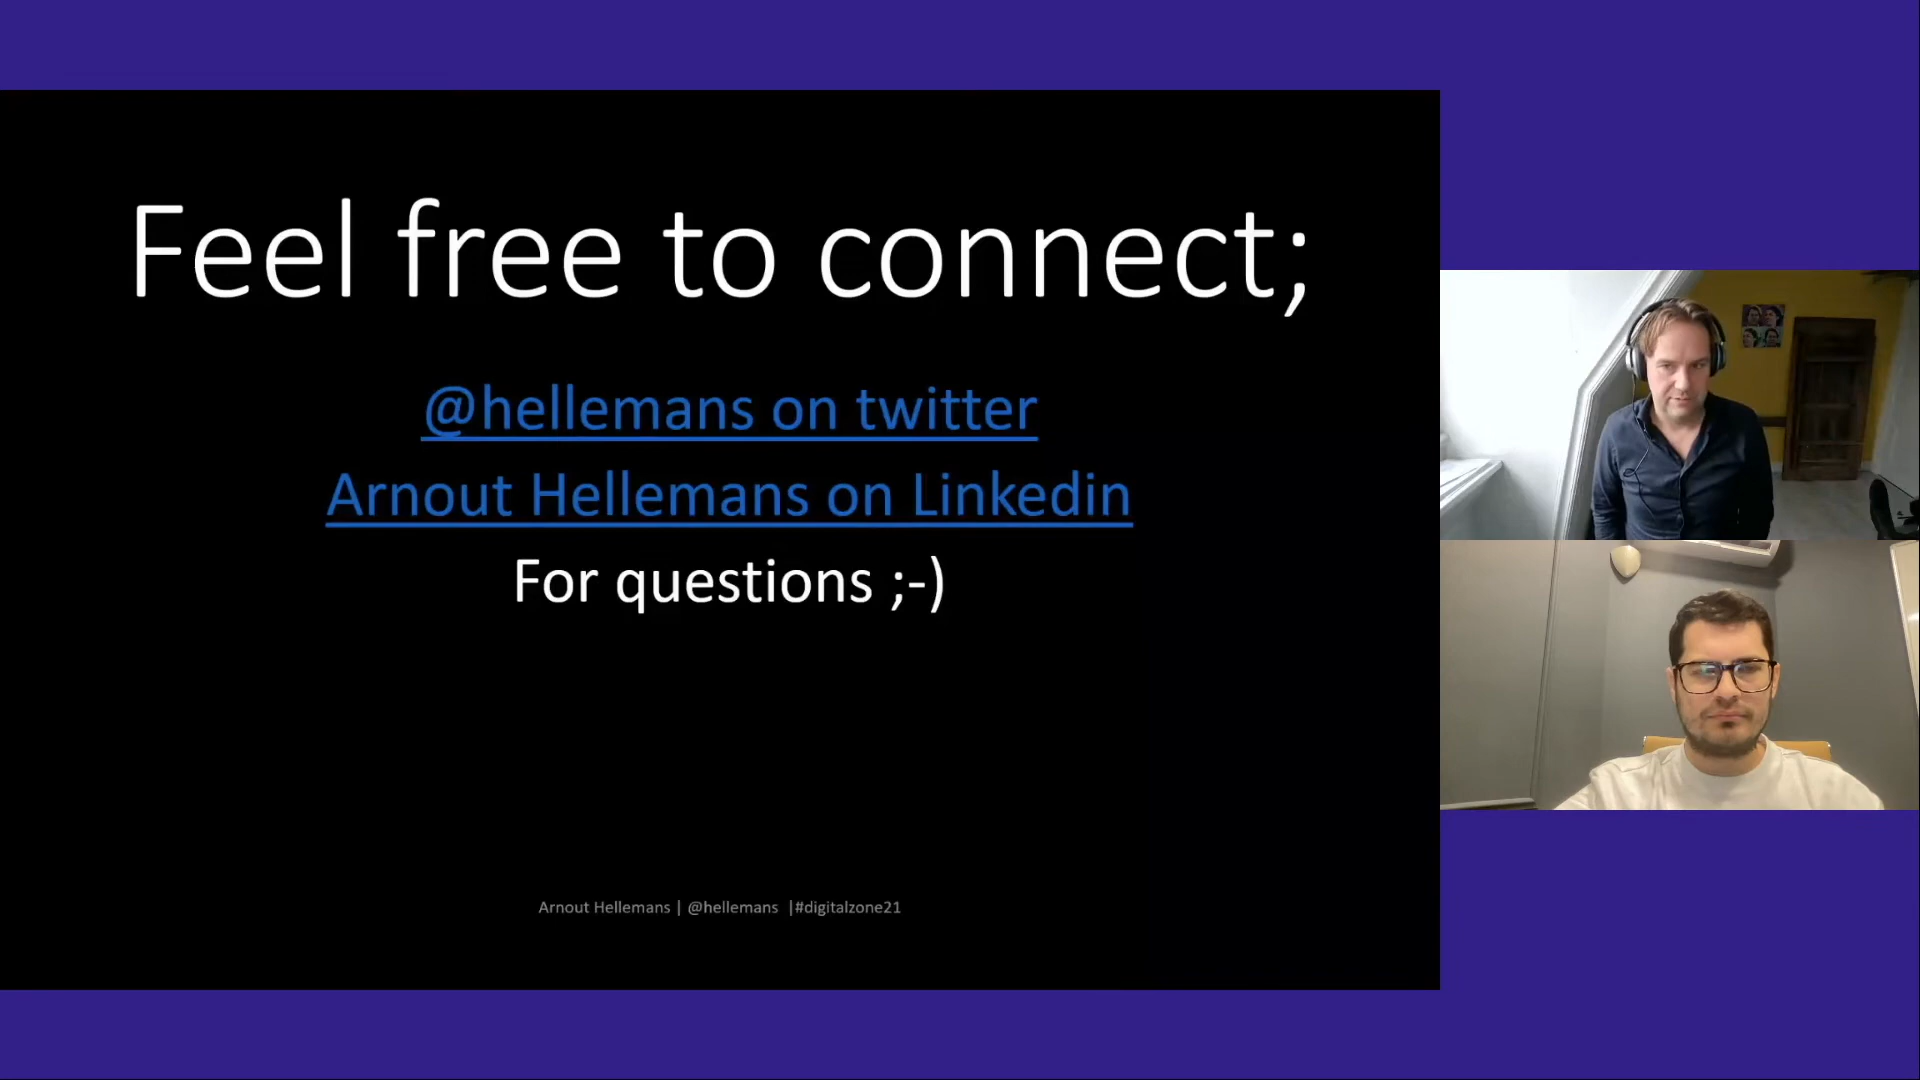 Feel free to connect;
@hellemans on twitter
Arnout Hellemans on Linkedin
For questions ;-)
Arnout Hellemans | @hellemans |#digitalzone21